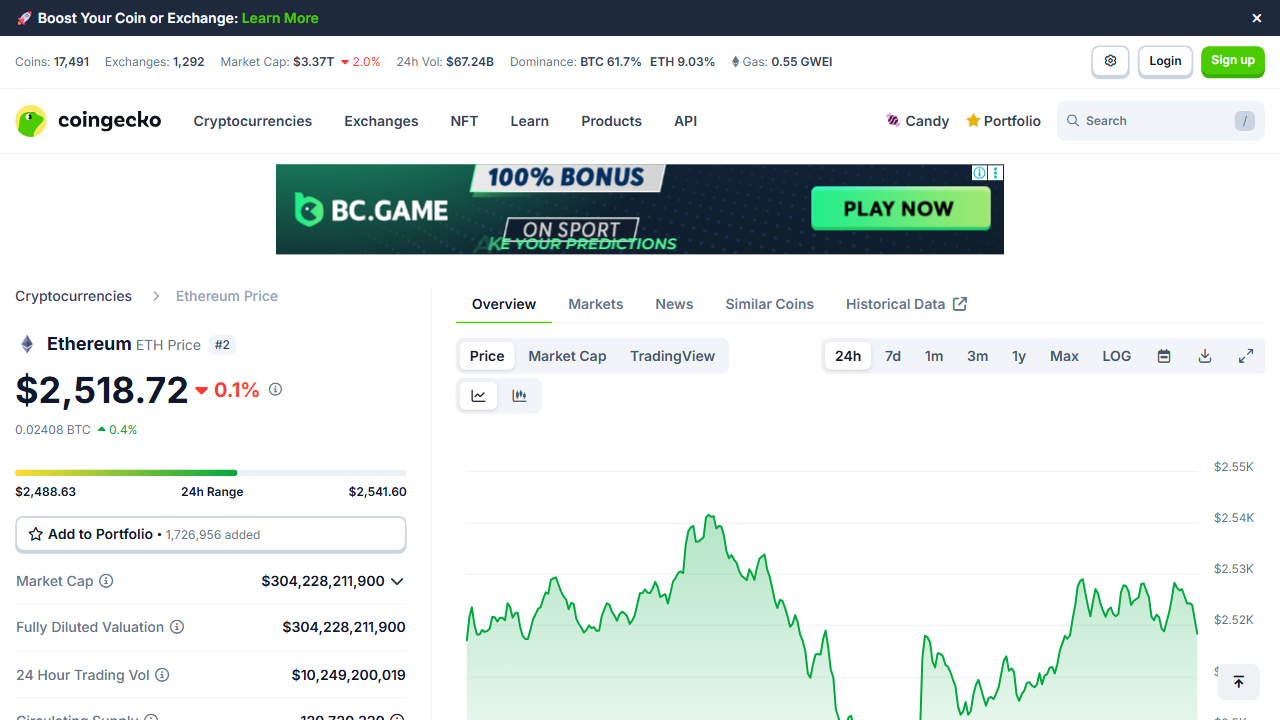 🚀 Boost Your Coin or Exchange: Learn More
Coins: 17,491 Exchanges: 1,292 Market Cap: $3.37T 2.0% 24h Vol: $67.24B Dominance: BTC 61.7% ETH 9.03% Gas: 0.55 GWEI
Login
Sign up
coingecko
Cryptocurrencies Exchanges NFT Learn Products API
Candy Portfolio
Search /
100% BONUS
BC.GAME
ON SPORT
AKE YOUR PREDICTIONS
PLAY NOW
Cryptocurrencies Ethereum Price
Ethereum ETH Price #2
$2,518.72 0.1%
0.02408 BTC 0.4%
$2,488.63 24h Range $2,541.60
Add to Portfolio • 1,726,956 added
Market Cap $304,228,211,900
Fully Diluted Valuation $304,228,211,900
24 Hour Trading Vol $10,249,200,019
Overview Markets News Similar Coins Historical Data
Price Market Cap TradingView
24h 7d 1m 3m 1y Max LOG
$2.55K
$2.54K
$2.53K
$2.52K